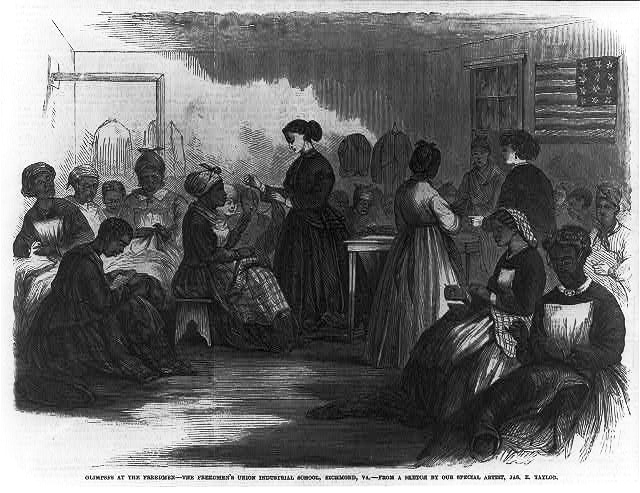 GLIMPSES AT THE FREEDMEN—THE FREEDMEN'S UNION INDUSTRIAL SCHOOL, RICHMOND, VA.—FROM A SKETCH BY OUR SPECIAL ARTIST, JAS. E. TAYLOR.